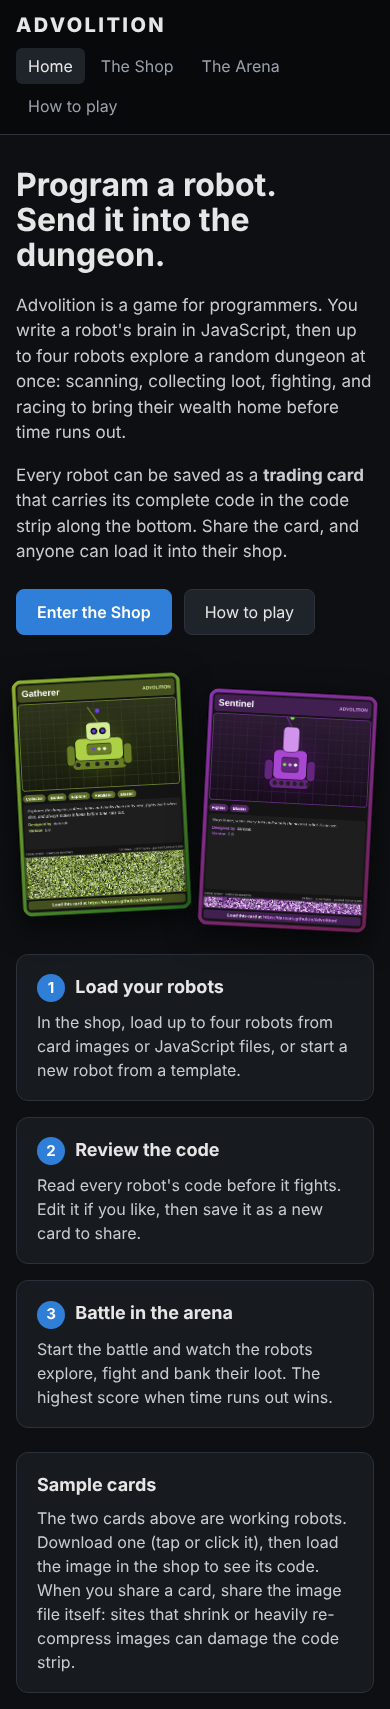 ADVOLITION
Home The Shop The Arena
How to play
Program a robot.
Send it into the
dungeon.
Advolition is a game for programmers. You
write a robot's brain in JavaScript, then up
to four robots explore a random dungeon at
once: scanning, collecting loot, fighting, and
racing to bring their wealth home before
time runs out.
Every robot can be saved as a trading card
that carries its complete code in the code
strip along the bottom. Share the card, and
anyone can load it into their shop.
Enter the Shop How to play
Gatherer ADVOLITION
Sentinel ADVOLITION
1 Load your robots
In the shop, load up to four robots from
card images or JavaScript files, or start a
new robot from a template.
2 Review the code
Read every robot's code before it fights.
Edit it if you like, then save it as a new
card to share.
3 Battle in the arena
Start the battle and watch the robots
explore, fight and bank their loot. The
highest score when time runs out wins.
Sample cards
The two cards above are working robots.
Download one (tap or click it), then load
the image in the shop to see its code.
When you share a card, share the image
file itself: sites that shrink or heavily re-
compress images can damage the code
strip.